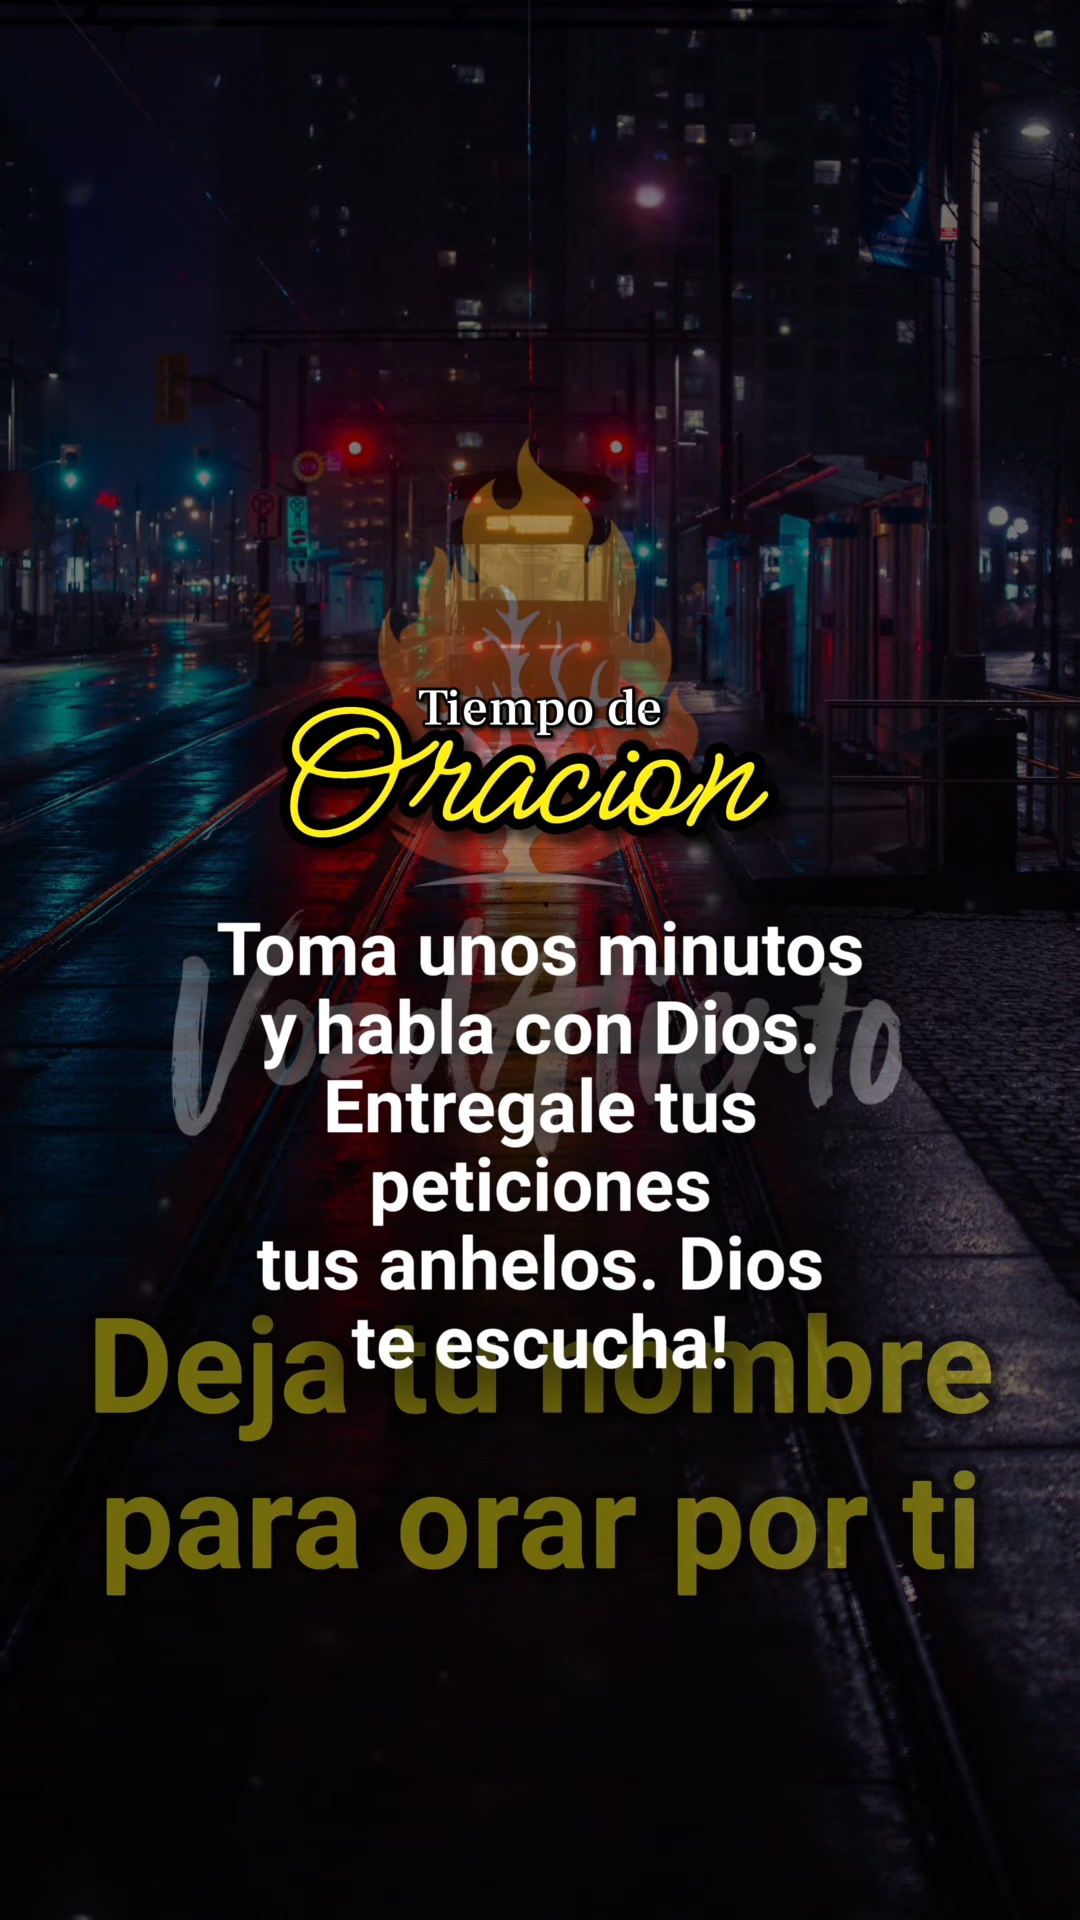 Welcome
Tiempo de
Oracion
Toma unos minutos
y habla con Dios.
Entregale tus
peticiones
tus anhelos. Dios
te escucha!
Deja tu nombre
para orar por ti